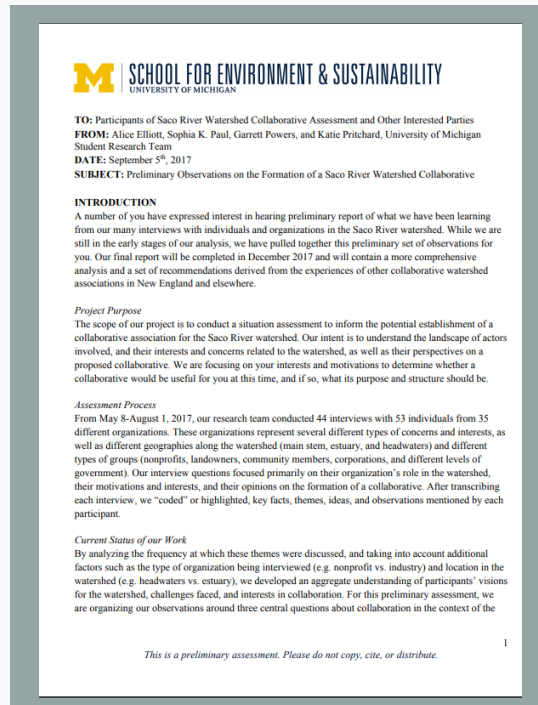 M SCHOOL FOR ENVIRONMENT & SUSTAINABILITY
UNIVERSITY OF MICHIGAN
TO: Participants of Saco River Watershed Collaborative Assessment and Other Interested Parties
FROM: Alice Elliott, Sophia K. Paul, Garrett Powers, and Katie Pritchard, University of Michigan
Student Research Team
DATE: September 5th, 2017
SUBJECT: Preliminary Observations on the Formation of a Saco River Watershed Collaborative
INTRODUCTION
A number of you have expressed interest in hearing preliminary report of what we have been learning
from our many interviews with individuals and organizations in the Saco River watershed. While we are
still in the early stages of our analysis, we have pulled together this preliminary set of observations for
you. Our final report will be completed in December 2017 and will contain a more comprehensive
analysis and a set of recommendations derived from the experiences of other collaborative watershed
associations in New England and elsewhere.
Project Purpose
The scope of our project is to conduct a situation assessment to inform the potential establishment of a
collaborative association for the Saco River watershed. Our intent is to understand the landscape of actors
involved, and their interests and concerns related to the watershed, as well as their perspectives on a
proposed collaborative. We are focusing on your interests and motivations to determine whether a
collaborative would be useful for you at this time, and if so, what its purpose and structure should be.
Assessment Process
From May 8-August 1, 2017, our research team conducted 44 interviews with 53 individuals from 35
different organizations. These organizations represent several different types of concerns and interests, as
well as different geographies along the watershed (main stem, estuary, and headwaters) and different
types of groups (nonprofits, landowners, community members, corporations, and different levels of
government). Our interview questions focused primarily on their organization's role in the watershed,
their motivations and interests, and their opinions on the formation of a collaborative. After transcribing
each interview, we "coded" or highlighted, key facts, themes, ideas, and observations mentioned by each
participant.
Current Status of our Work
By analyzing the frequency at which these themes were discussed, and taking into account additional
factors such as the type of organization being interviewed (e.g. nonprofit vs. industry) and location in the
watershed (e.g. headwaters vs. estuary), we developed an aggregate understanding of participants' visions
for the watershed, challenges faced, and interests in collaboration. For this preliminary assessment, we
are organizing our observations around three central questions about collaboration in the context of the
1
This is a preliminary assessment. Please do not copy, cite, or distribute.